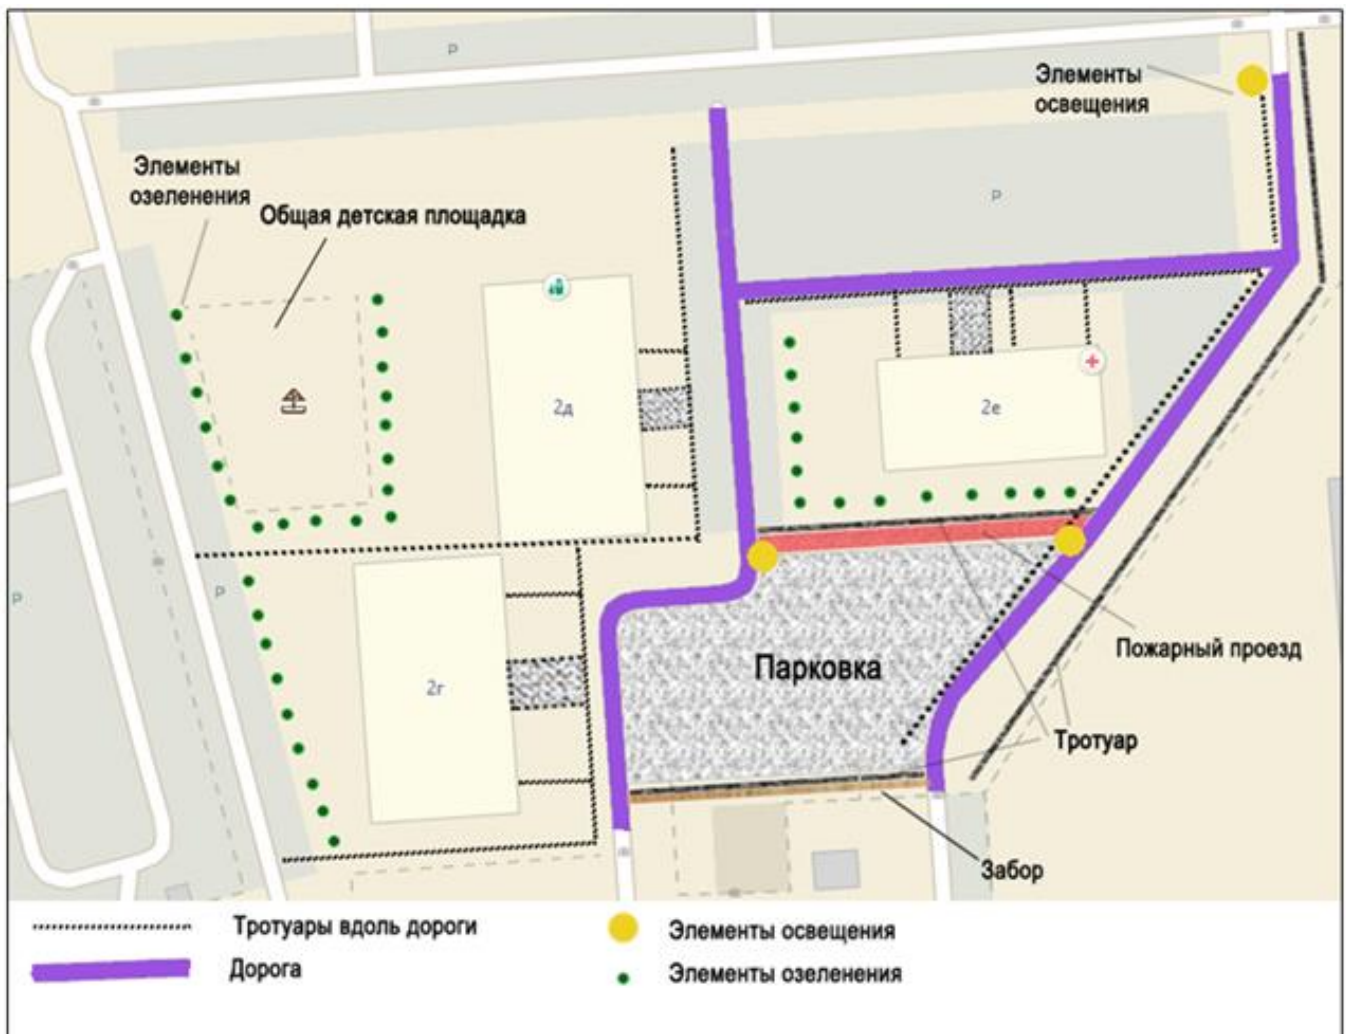 P
Элементы
освещения
Элементы
озеленения
Общая детская площадка
P
2д
2е
P
P
2г
Парковка
Пожарный проезд
Тротуар
Забор
Тротуары вдоль дороги
Элементы освещения
Дорога
Элементы озеленения